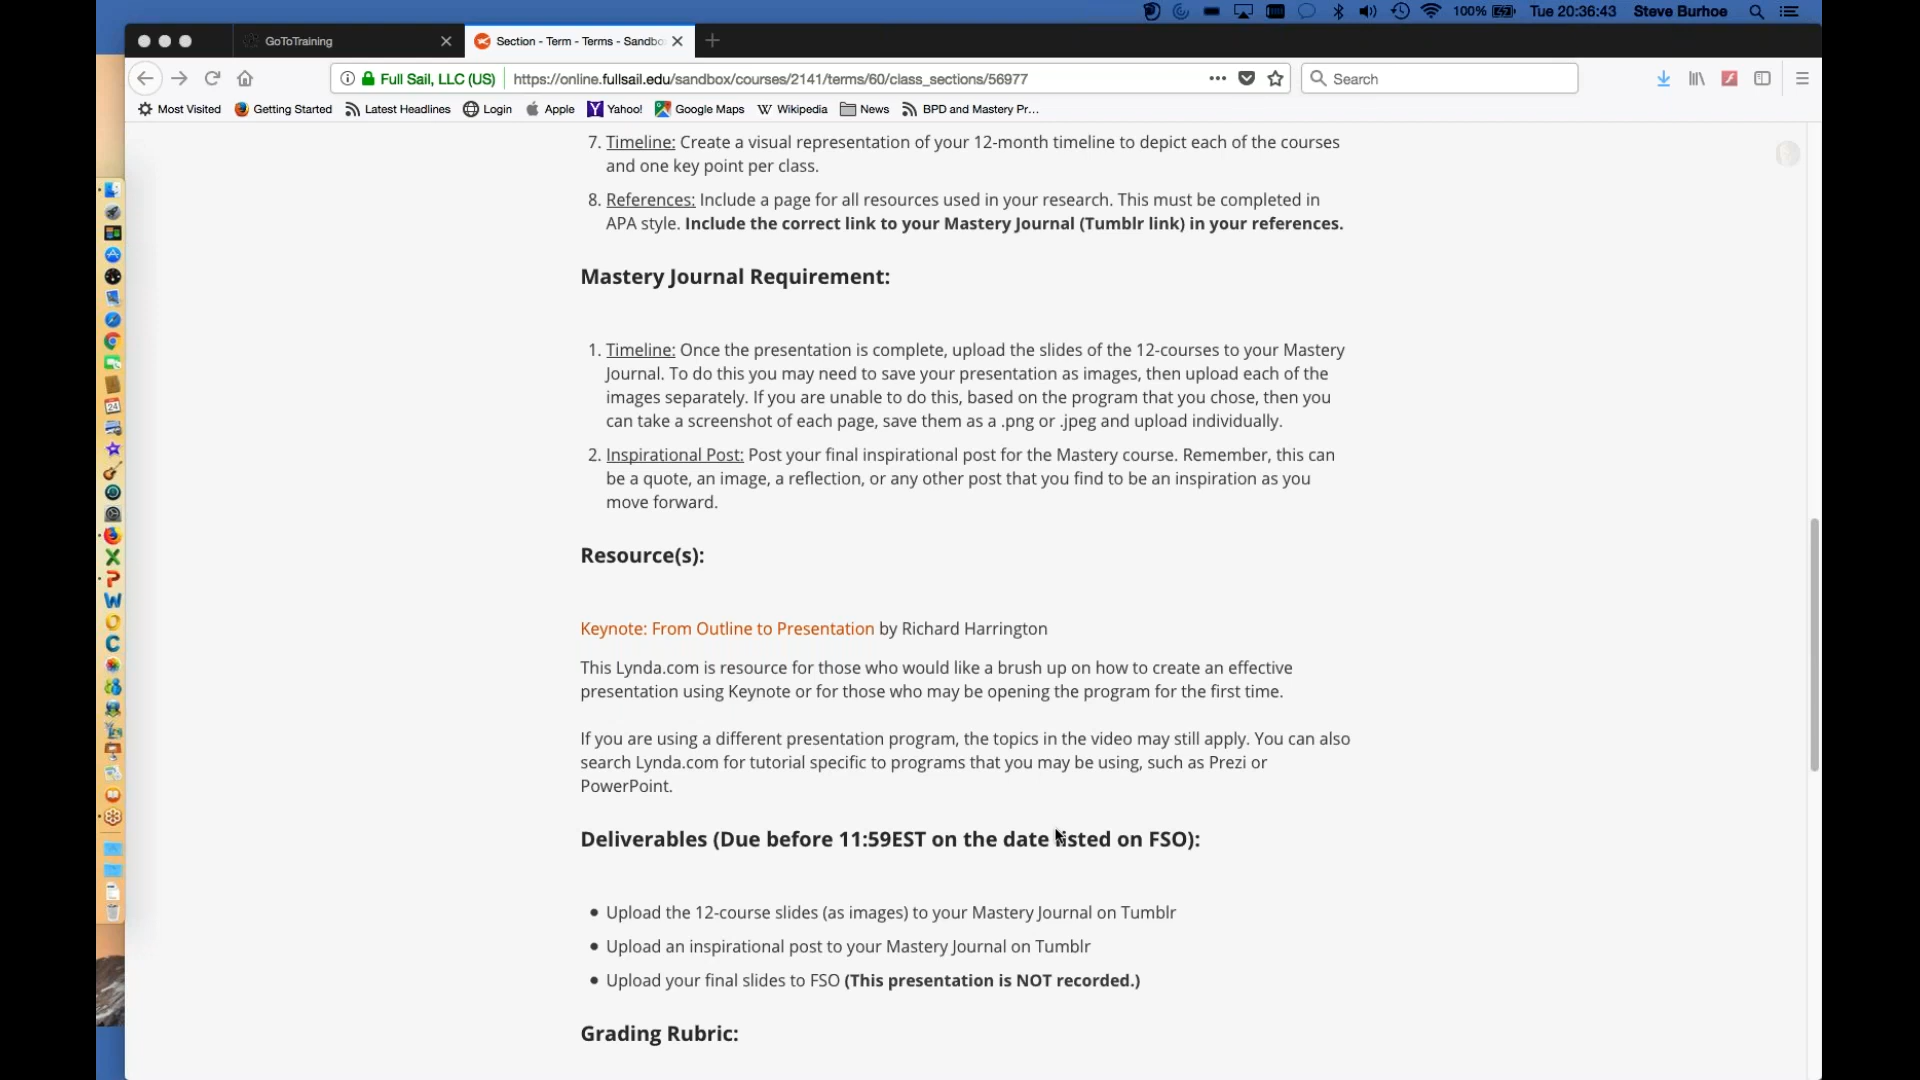 100% Tue 20:36:43 Steve Burhoe
GoToTraining
Section - Term - Terms - Sandbo
Full Sail, LLC (US) https://online.fullsail.edu/sandbox/courses/2141/terms/60/class_sections/56977
Search
Most Visited Getting Started Latest Headlines Login Apple Yahoo! Google Maps Wikipedia News BPD and Mastery Pr...
7. Timeline: Create a visual representation of your 12-month timeline to depict each of the courses
and one key point per class.
8. References: Include a page for all resources used in your research. This must be completed in
APA style. Include the correct link to your Mastery Journal (Tumblr link) in your references.
Mastery Journal Requirement:
1. Timeline: Once the presentation is complete, upload the slides of the 12-courses to your Mastery
Journal. To do this you may need to save your presentation as images, then upload each of the
images separately. If you are unable to do this, based on the program that you chose, then you
can take a screenshot of each page, save them as a .png or .jpeg and upload individually.
2. Inspirational Post: Post your final inspirational post for the Mastery course. Remember, this can
be a quote, an image, a reflection, or any other post that you find to be an inspiration as you
move forward.
Resource(s):
Keynote: From Outline to Presentation by Richard Harrington
This Lynda.com is resource for those who would like a brush up on how to create an effective
presentation using Keynote or for those who may be opening the program for the first time.
If you are using a different presentation program, the topics in the video may still apply. You can also
search Lynda.com for tutorial specific to programs that you may be using, such as Prezi or
PowerPoint.
Deliverables (Due before 11:59EST on the date listed on FSO):
• Upload the 12-course slides (as images) to your Mastery Journal on Tumblr
• Upload an inspirational post to your Mastery Journal on Tumblr
• Upload your final slides to FSO (This presentation is NOT recorded.)
Grading Rubric: